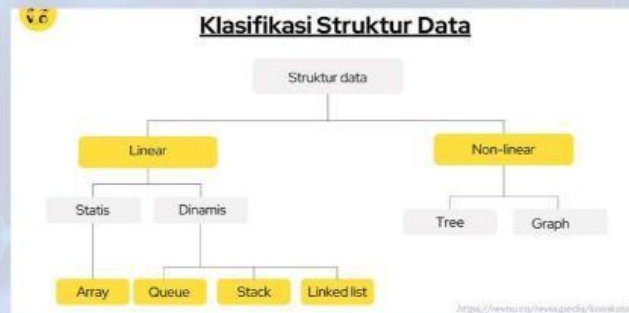 Klasifikasi Struktur Data
Struktur data
Linear
Non-linear
Statis
Dinamis
Tree
Graph
Array
Queue
Stack
Linked list